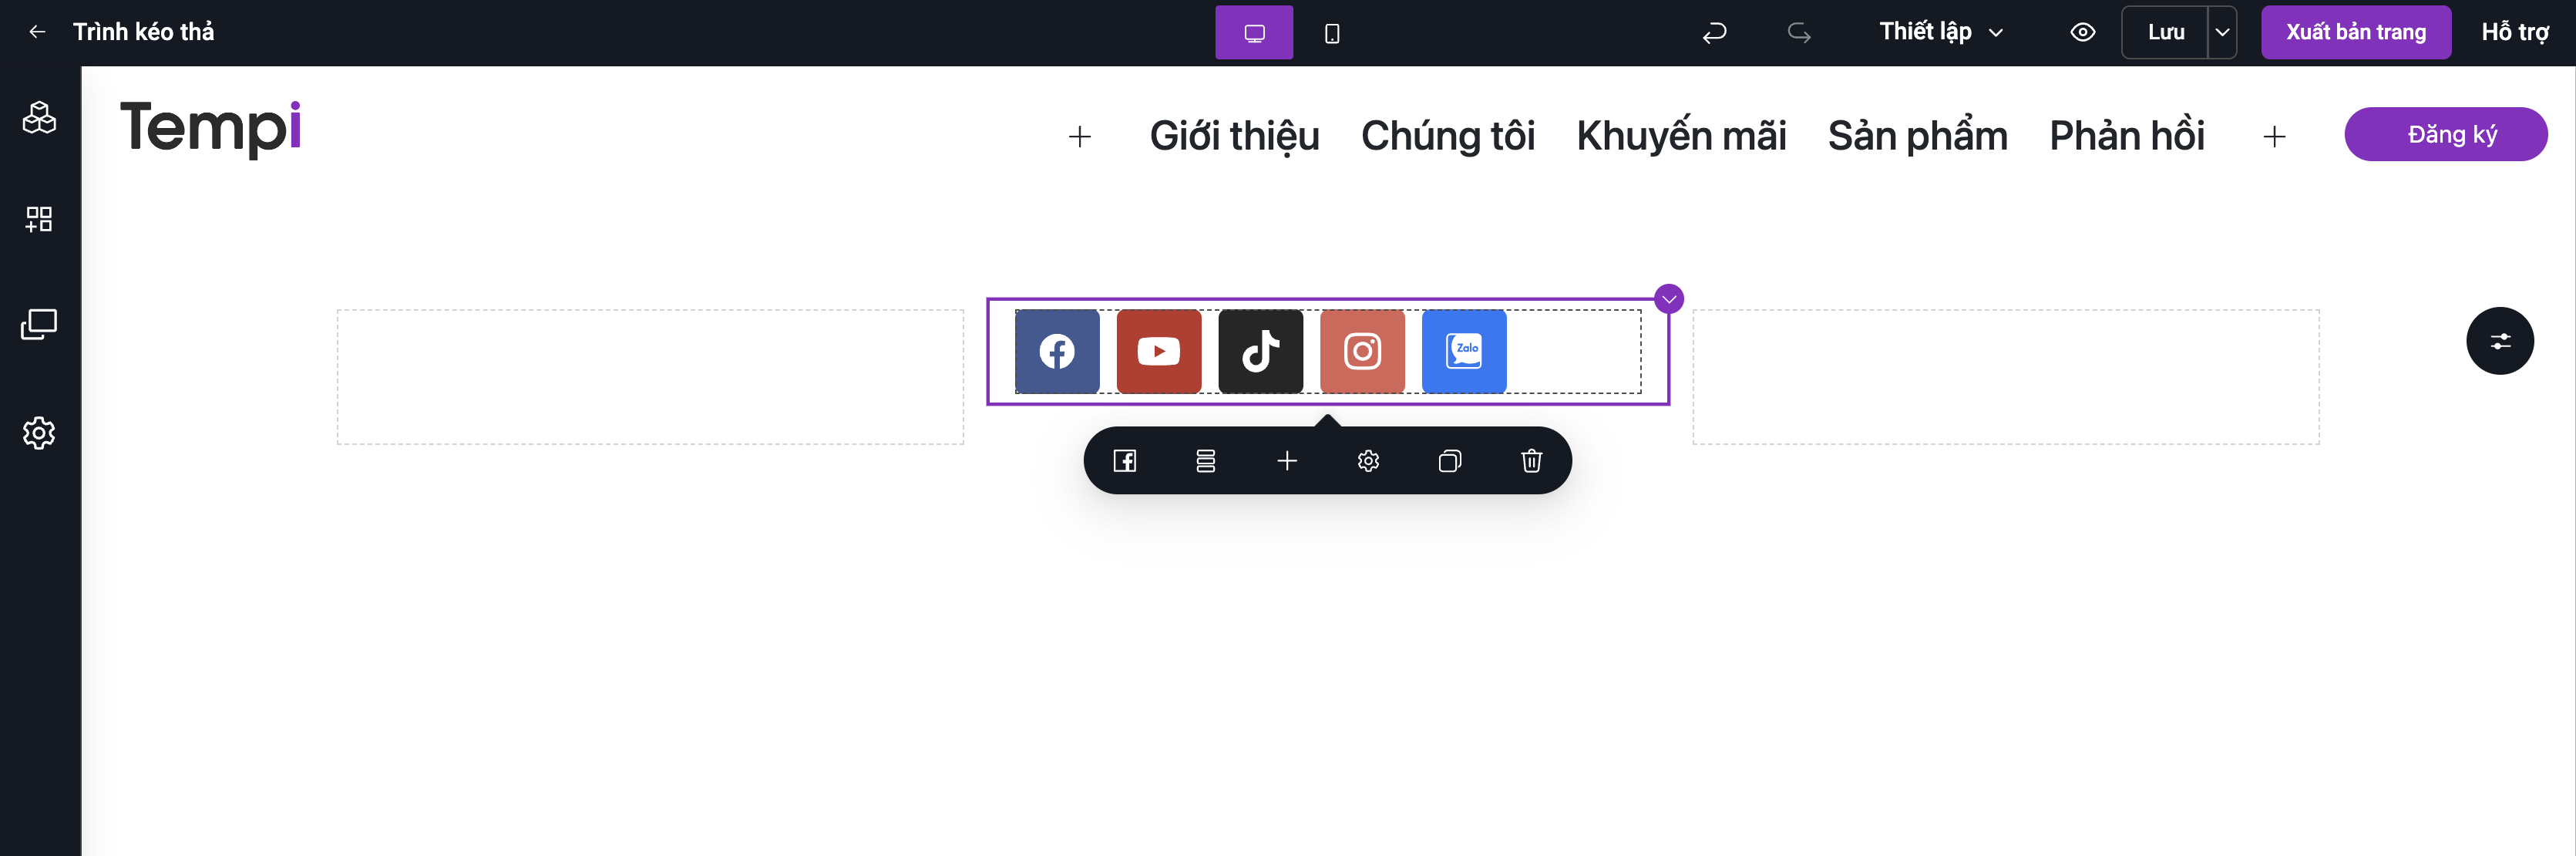 Trình kéo thả
Thiết lập
Lưu
Xuất bản trang
Hỗ trợ
Tempi
Giới thiệu
Chúng tôi
Khuyến mãi
Sản phẩm
Phản hồi
Đăng ký
Zalo